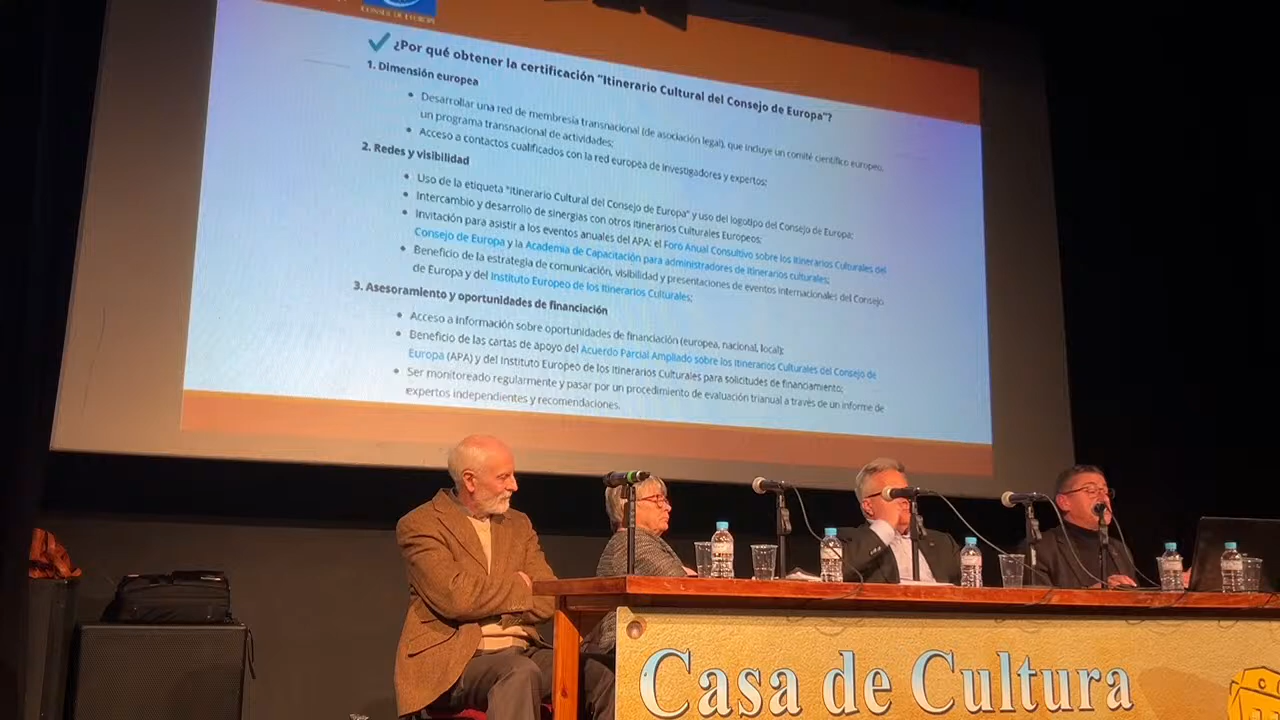 CONSEIL DE L'EUROPE
¿Por qué obtener la certificación "Itinerario Cultural del Consejo de Europa"?
1. Dimensión europea
Desarrollar una red de membresía transnacional (de asociación legal), que incluye un comité científico europeo,
un programa transnacional de actividades;
Acceso a contactos cualificados con la red europea de investigadores y expertos;
2. Redes y visibilidad
Uso de la etiqueta "Itinerario Cultural del Consejo de Europa" y uso del logotipo del Consejo de Europa;
Intercambio y desarrollo de sinergias con otros Itinerarios Culturales Europeos;
Invitación para asistir a los eventos anuales del APA: el Foro Anual Consultivo sobre los Itinerarios Culturales del
Consejo de Europa y la Academia de Capacitación para administradores de itinerarios culturales;
Beneficio de la estrategia de comunicación, visibilidad y presentaciones de eventos internacionales del Consejo
de Europa y del Instituto Europeo de los Itinerarios Culturales;
3. Asesoramiento y oportunidades de financiación
Acceso a información sobre oportunidades de financiación (europea, nacional, local);
Beneficio de las cartas de apoyo del Acuerdo Parcial Ampliado sobre los Itinerarios Culturales del Consejo de
Europa (APA) y del Instituto Europeo de los Itinerarios Culturales para solicitudes de financiamiento;
Ser monitoreado regularmente y pasar por un procedimiento de evaluación trianual a través de un informe de
expertos independientes y recomendaciones.
Casa de Cultura